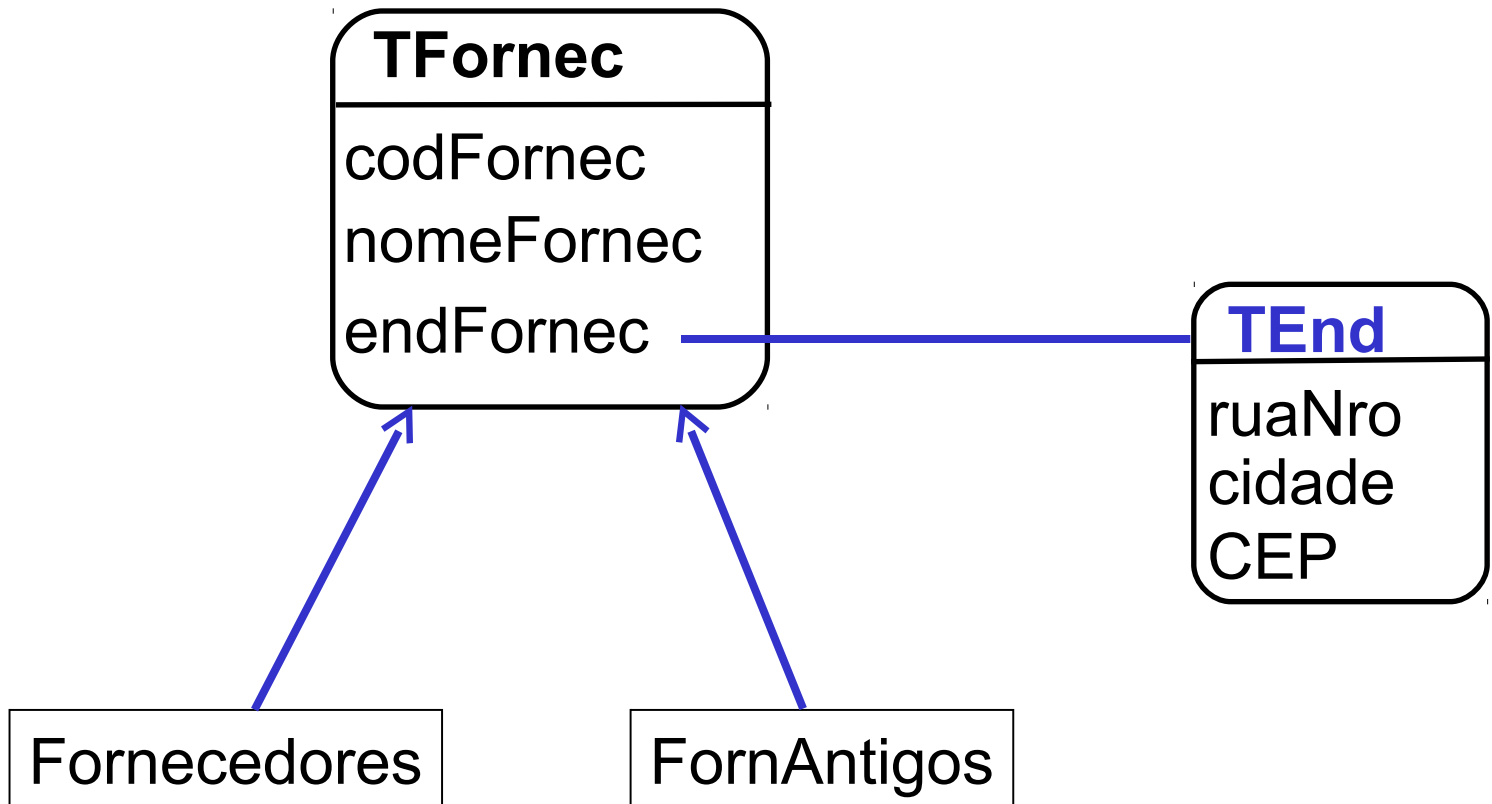 TFornec
codFornec
nomeFornec
endFornec
TEnd
ruaNro
cidade
CEP
Fornecedores
FornAntigos